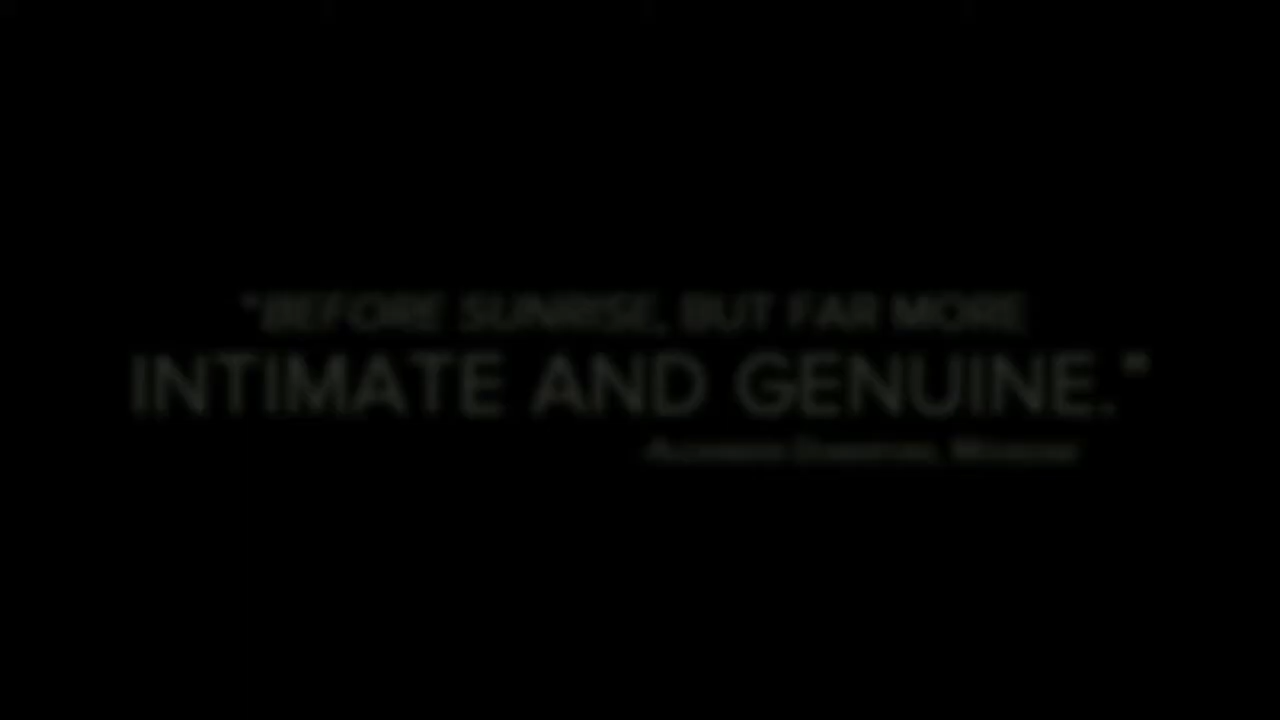 "BEFORE SUNRISE, BUT FAR MORE
INTIMATE AND GENUINE."